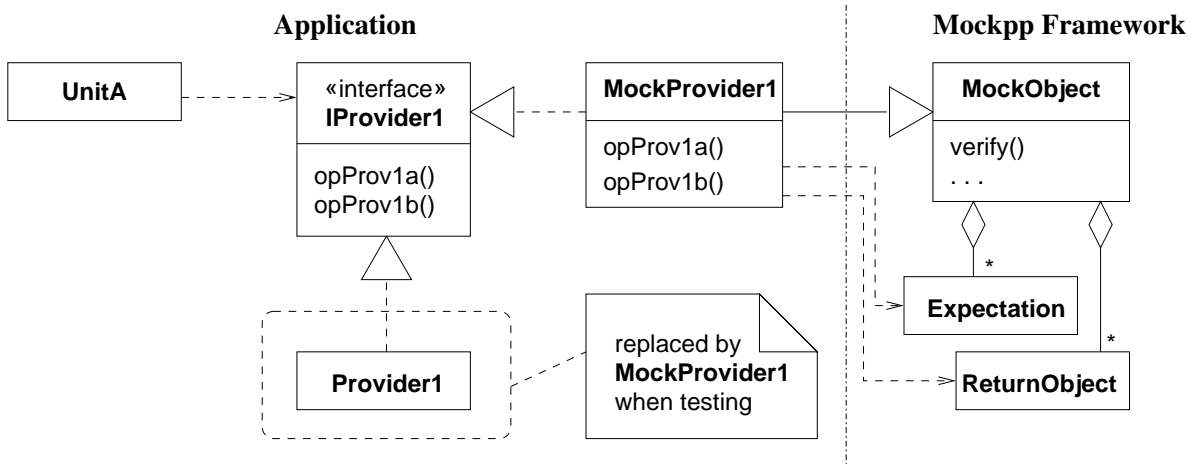 Application
Mockpp Framework
UnitA
«interface»
IProvider1
opProv1a()
opProv1b()
MockProvider1
opProv1a()
opProv1b()
MockObject
verify()
. . .
*
Expectation
*
ReturnObject
Provider1
replaced by
MockProvider1
when testing